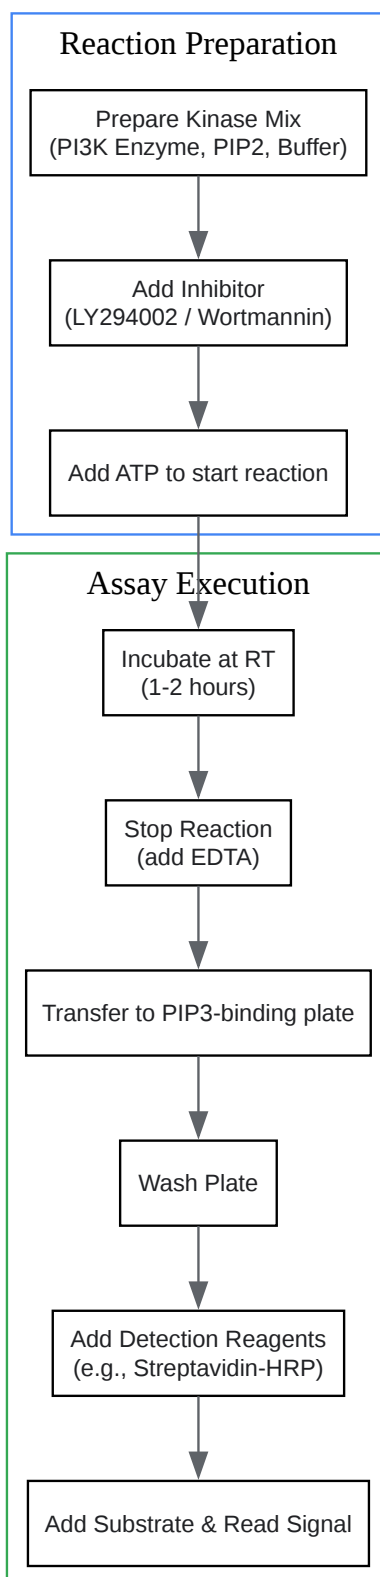 Reaction Preparation
Prepare Kinase Mix
(PI3K Enzyme, PIP2, Buffer)
Add Inhibitor
(LY294002 / Wortmannin)
Add ATP to start reaction
Assay Execution
Incubate at RT
(1-2 hours)
Stop Reaction
(add EDTA)
Transfer to PIP3-binding plate
Wash Plate
Add Detection Reagents
(e.g., Streptavidin-HRP)
Add Substrate & Read Signal